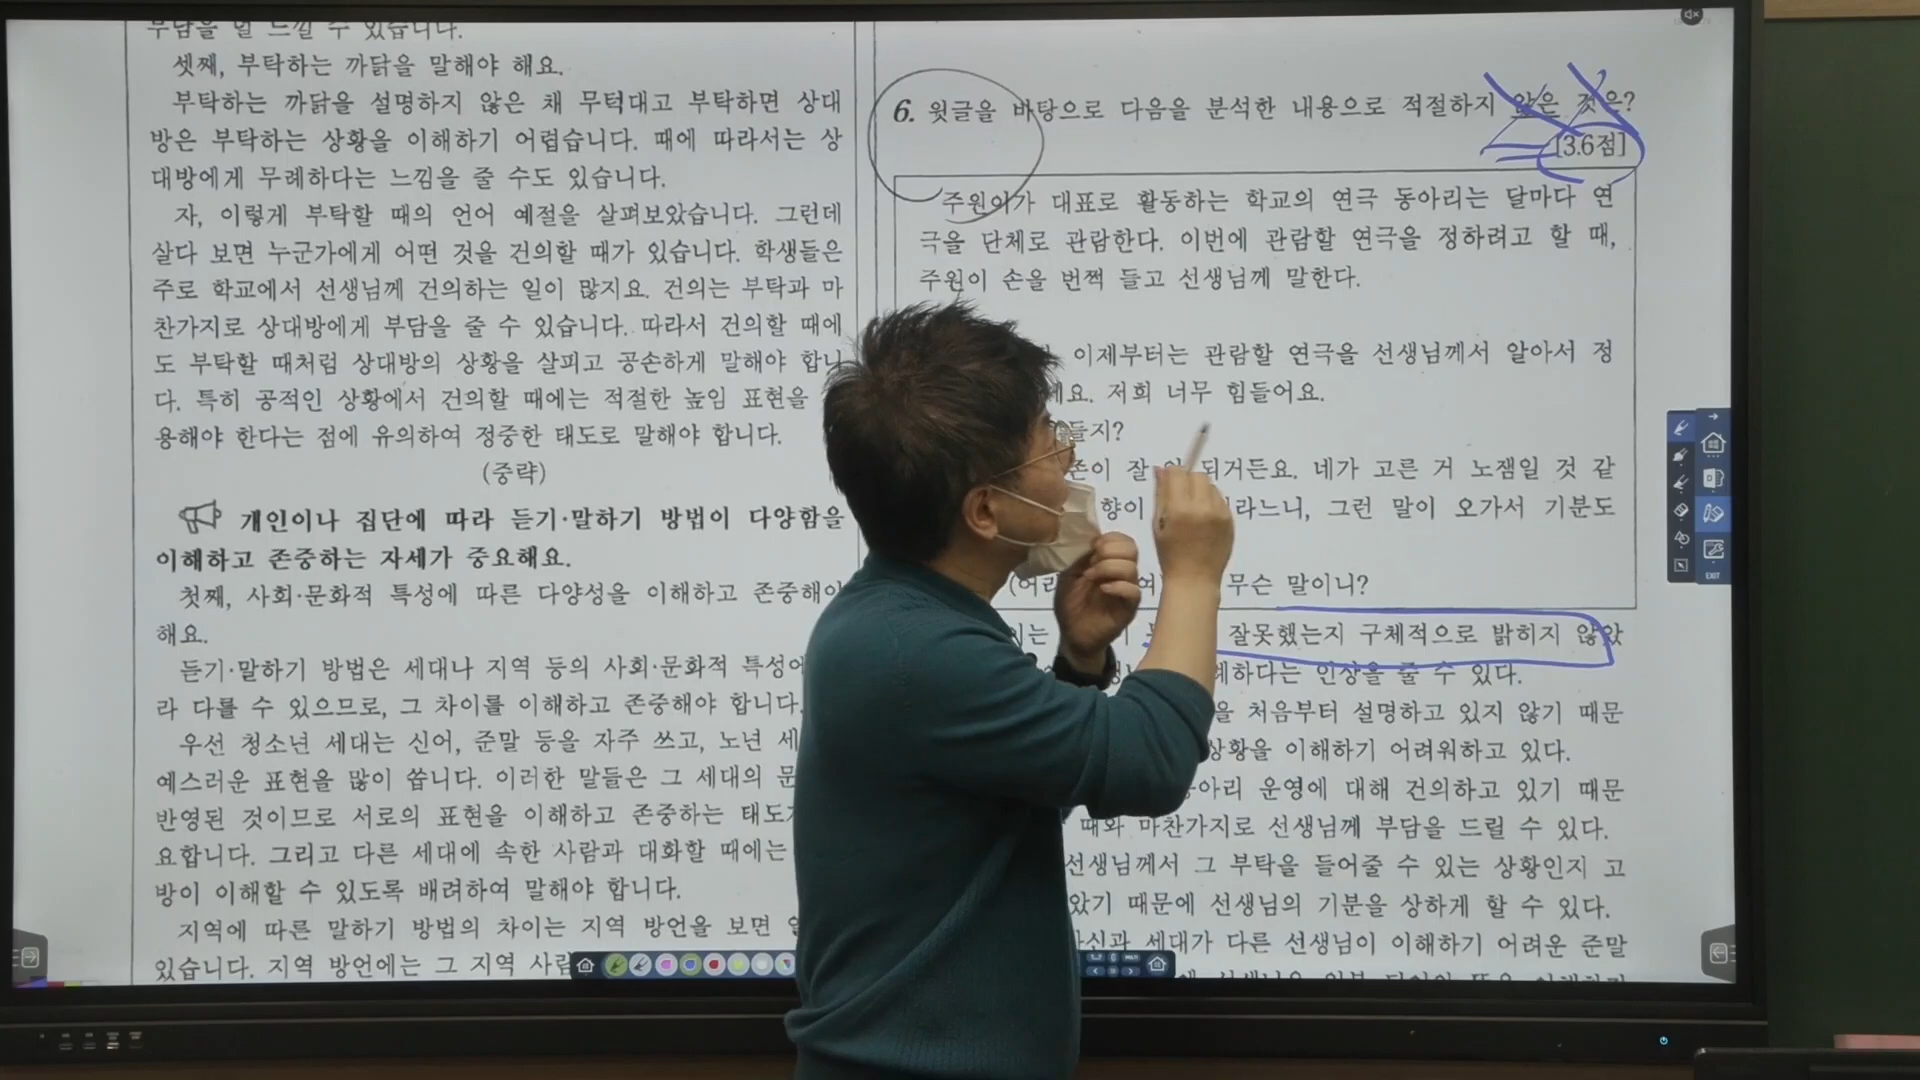 부담을 덜 느낄 수 있습니다.
셋째, 부탁하는 까닭을 말해야 해요.
부탁하는 까닭을 설명하지 않은 채 무턱대고 부탁하면 상대
방은 부탁하는 상황을 이해하기 어렵습니다. 때에 따라서는 상
대방에게 무례하다는 느낌을 줄 수도 있습니다.
자, 이렇게 부탁할 때의 언어 예절을 살펴보았습니다. 그런데
살다 보면 누군가에게 어떤 것을 건의할 때가 있습니다. 학생들은
주로 학교에서 선생님께 건의하는 일이 많지요. 건의는 부탁과 마
찬가지로 상대방에게 부담을 줄 수 있습니다. 따라서 건의할 때에
도 부탁할 때처럼 상대방의 상황을 살피고 공손하게 말해야 합니
다. 특히 공적인 상황에서 건의할 때에는 적절한 높임 표현을
용해야 한다는 점에 유의하여 정중한 태도로 말해야 합니다.
(중략)
개인이나 집단에 따라 듣기·말하기 방법이 다양함을
이해하고 존중하는 자세가 중요해요.
첫째, 사회·문화적 특성에 따른 다양성을 이해하고 존중해야
해요.
듣기·말하기 방법은 세대나 지역 등의 사회·문화적 특성에
라 다를 수 있으므로, 그 차이를 이해하고 존중해야 합니다.
우선 청소년 세대는 신어, 준말 등을 자주 쓰고, 노년 세
예스러운 표현을 많이 씁니다. 이러한 말들은 그 세대의 문
반영된 것이므로 서로의 표현을 이해하고 존중하는 태도가
요합니다. 그리고 다른 세대에 속한 사람과 대화할 때에는
방이 이해할 수 있도록 배려하여 말해야 합니다.
지역에 따른 말하기 방법의 차이는 지역 방언을 보면
있습니다. 지역 방언에는 그 지역 사람
6. 윗글을 바탕으로 다음을 분석한 내용으로 적절하지 않은 것은?
[3.6점]
주원이가 대표로 활동하는 학교의 연극 동아리는 달마다 연
극을 단체로 관람한다. 이번에 관람할 연극을 정하려고 할 때,
주원이 손을 번쩍 들고 선생님께 말한다.
이제부터는 관람할 연극을 선생님께서 알아서 정
세요. 저희 너무 힘들어요.
들지?
존이 잘 안 되거든요. 네가 고른 거 노잼일 것 같
향이 라느니, 그런 말이 오가서 기분도
무슨 말이니?
잘못했는지 구체적으로 밝히지 않았
례하다는 인상을 줄 수 있다.
을 처음부터 설명하고 있지 않기 때문
상황을 이해하기 어려워하고 있다.
동아리 운영에 대해 건의하고 있기 때문
때와 마찬가지로 선생님께 부담을 드릴 수 있다.
선생님께서 그 부탁을 들어줄 수 있는 상황인지 고
았기 때문에 선생님의 기분을 상하게 할 수 있다.
자신과 세대가 다른 선생님이 이해하기 어려운 준말
EXIT